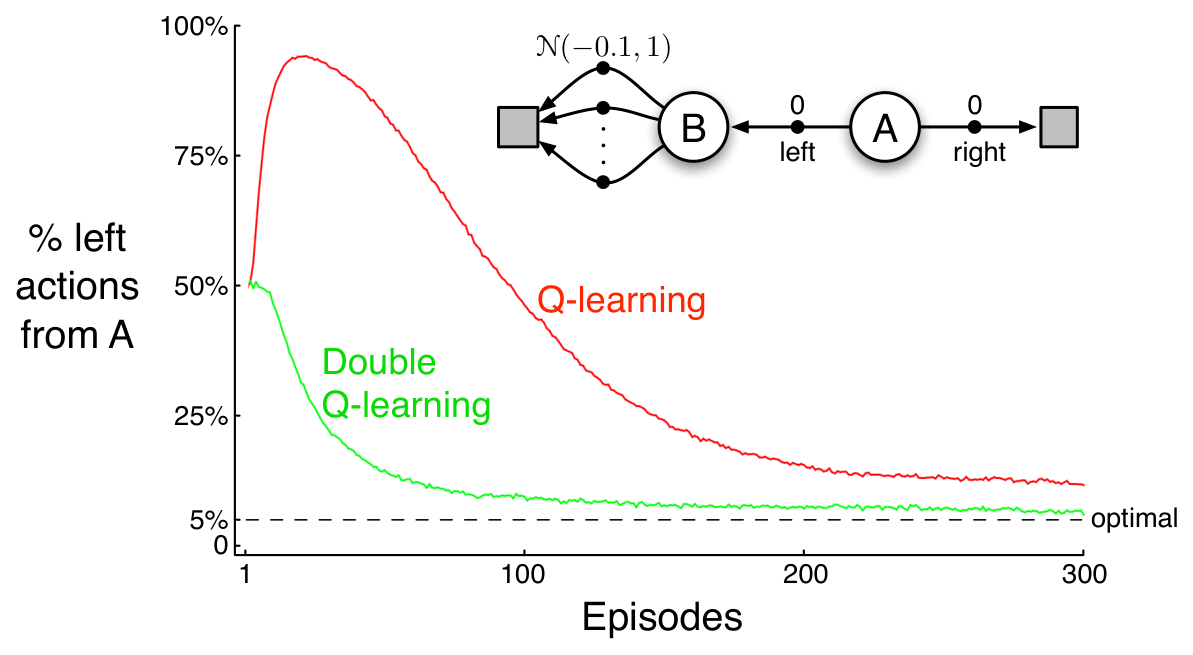 100%
𝒩(−0.1, 1)
0
0
B
A
left
right
75%
% left
actions
from A
50%
Q-learning
Double
Q-learning
25%
5%
optimal
0
1
100
200
300
Episodes